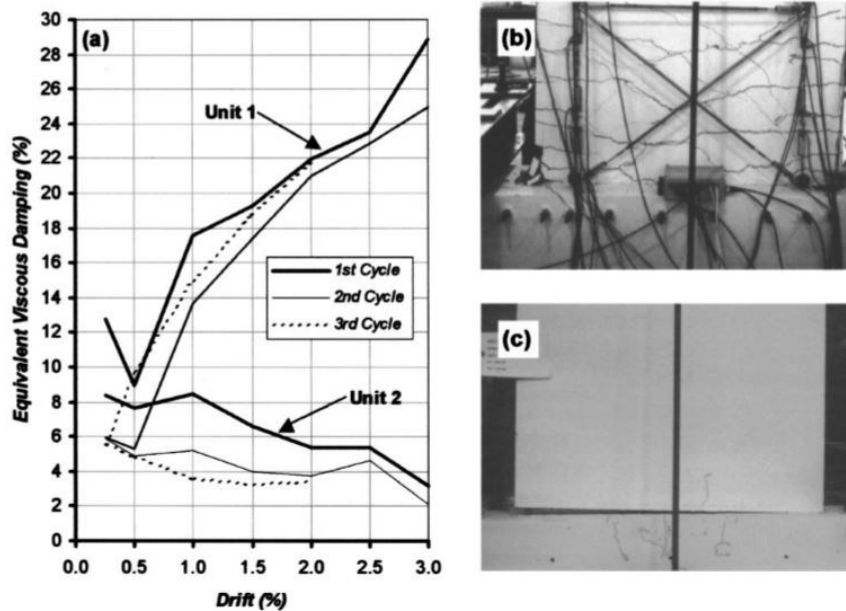 (a)
30
28
26
24
22
20
18
16
14
12
10
8
6
4
2
0
Equivalent Viscous Damping (%)
Unit 1
1st Cycle
2nd Cycle
3rd Cycle
Unit 2
0.0 0.5 1.0 1.5 2.0 2.5 3.0
Drift (%)
(b)
(c)